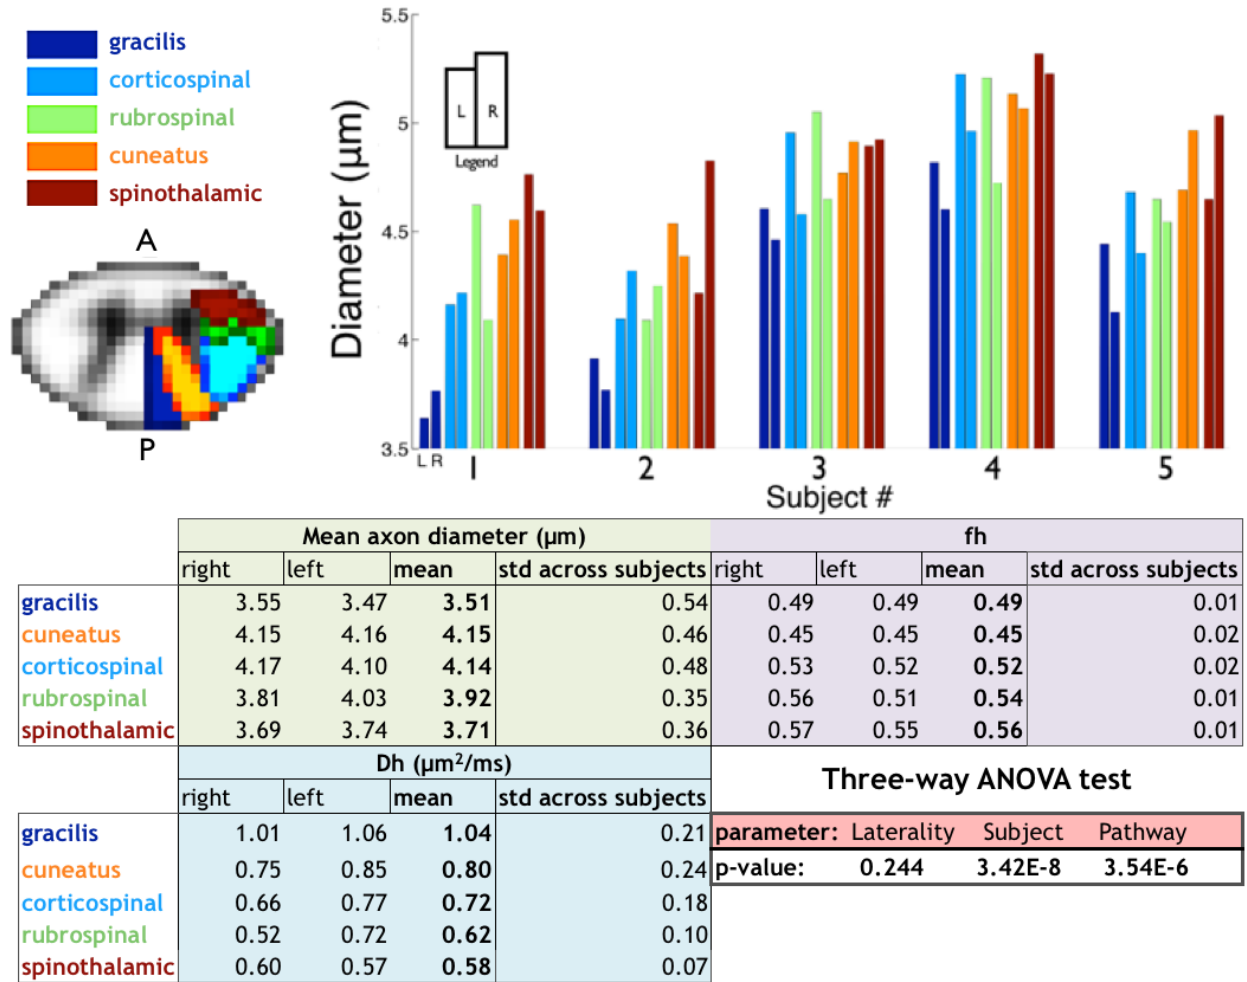 gracilis
corticospinal
rubrospinal
cuneatus
spinothalamic
A
P
5.5
5
4.5
4
3.5
Diameter (µm)
L R
Legend
L R
1 2 3 4 5
Subject #
Mean axon diameter (µm) fh
right left mean std across subjects right left mean std across subjects
gracilis 3.55 3.47 3.51 0.54 0.49 0.49 0.49 0.01
cuneatus 4.15 4.16 4.15 0.46 0.45 0.45 0.45 0.02
corticospinal 4.17 4.10 4.14 0.48 0.53 0.52 0.52 0.02
rubrospinal 3.81 4.03 3.92 0.35 0.56 0.51 0.54 0.01
spinothalamic 3.69 3.74 3.71 0.36 0.57 0.55 0.56 0.01
Dh (µm²/ms)
right left mean std across subjects
gracilis 1.01 1.06 1.04 0.21
cuneatus 0.75 0.85 0.80 0.24
corticospinal 0.66 0.77 0.72 0.18
rubrospinal 0.52 0.72 0.62 0.10
spinothalamic 0.60 0.57 0.58 0.07
Three-way ANOVA test
parameter: Laterality Subject Pathway
p-value: 0.244 3.42E-8 3.54E-6